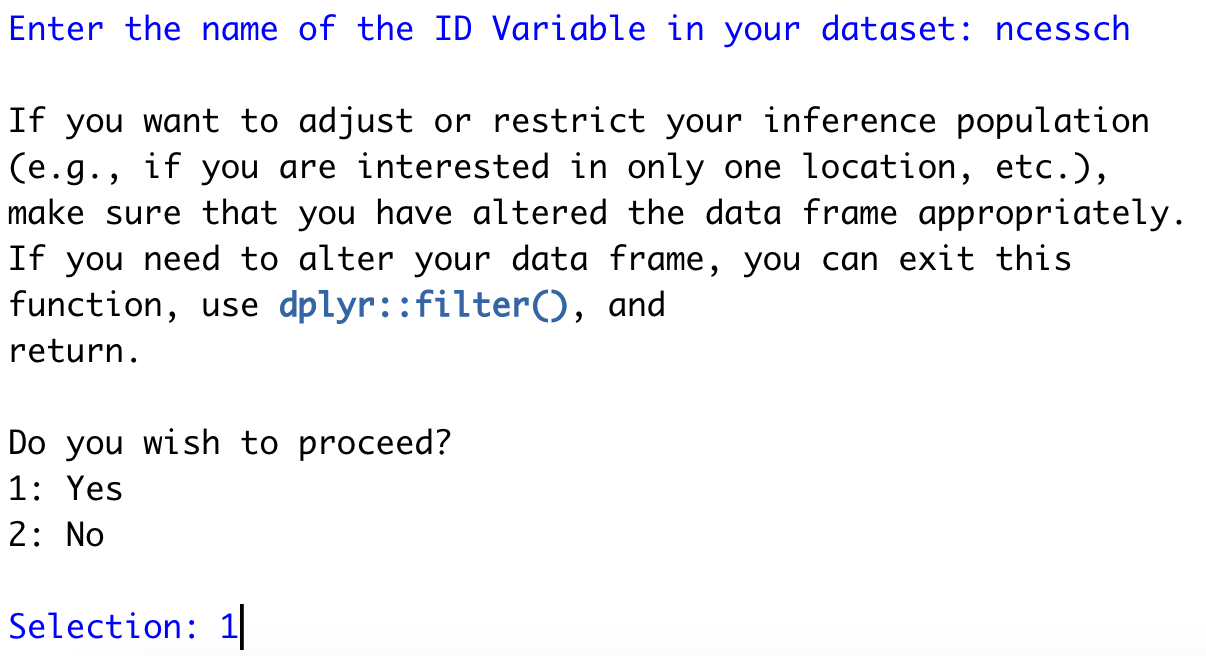 Enter the name of the ID Variable in your dataset: ncessch
If you want to adjust or restrict your inference population
(e.g., if you are interested in only one location, etc.),
make sure that you have altered the data frame appropriately.
If you need to alter your data frame, you can exit this
function, use dplyr::filter(), and
return.
Do you wish to proceed?
1: Yes
2: No
Selection: 1